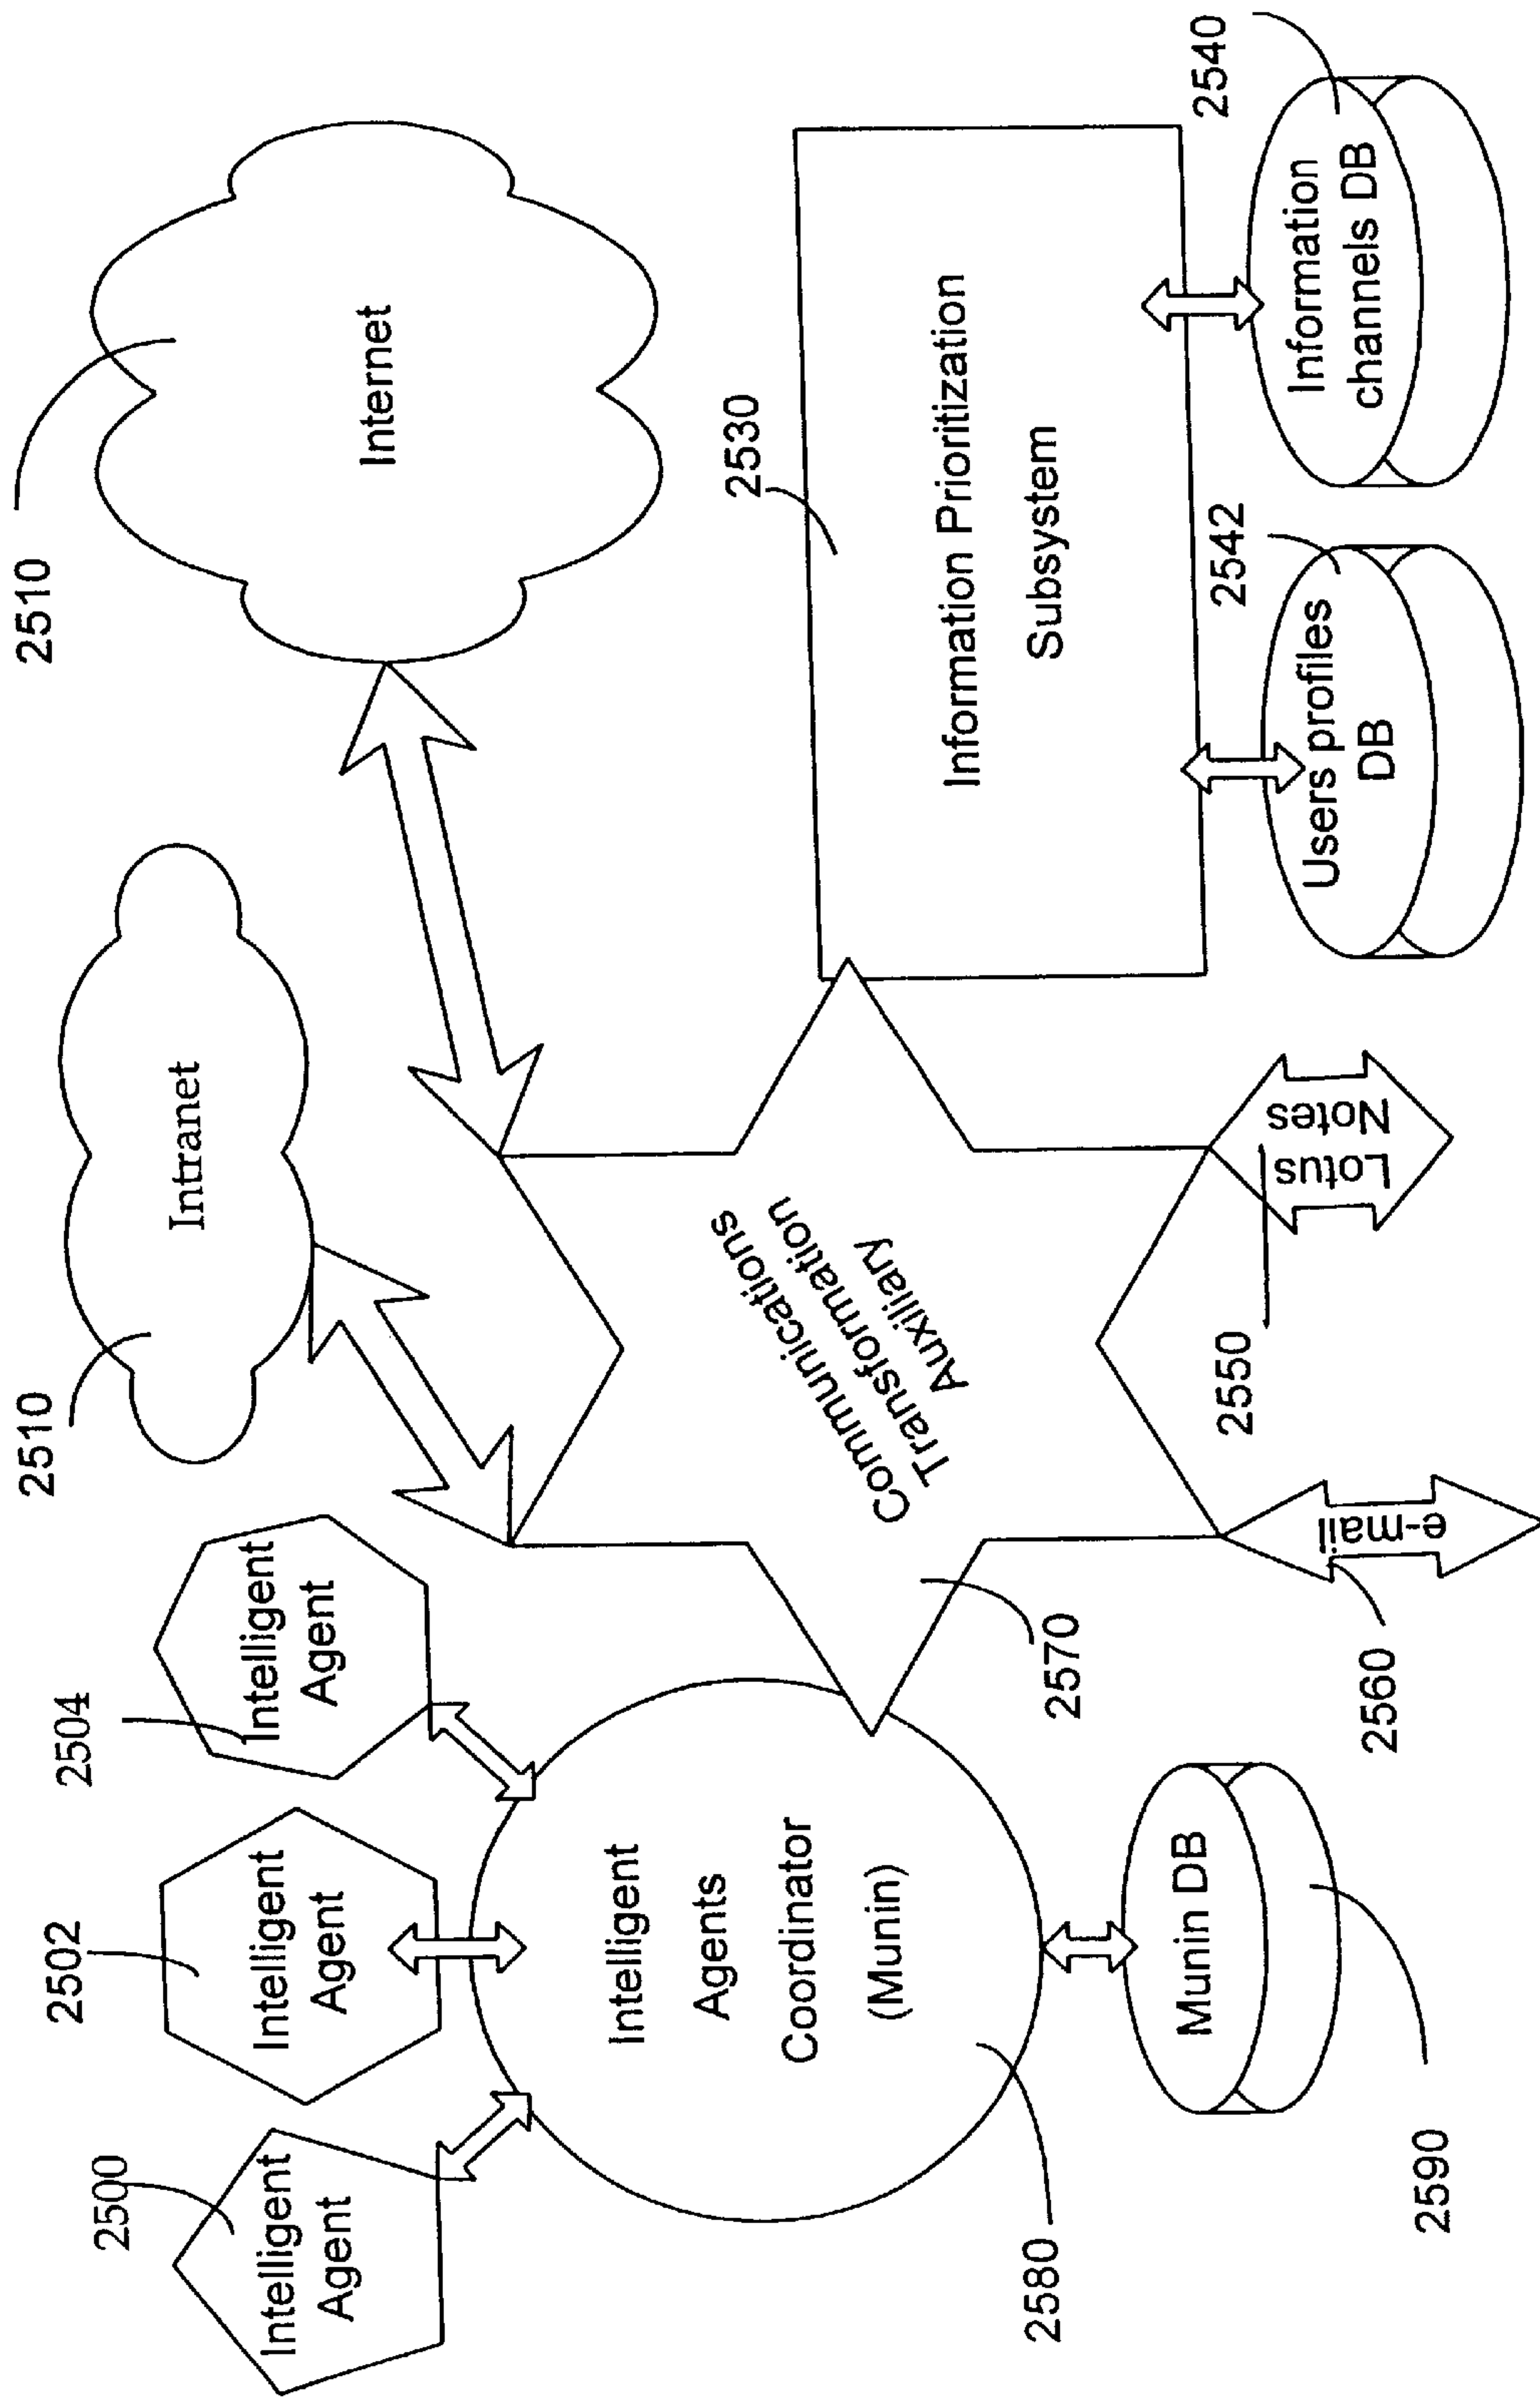 2510
2510
2504
2502
2500
Intranet
Internet
Intelligent
Agent
Intelligent
Agent
Intelligent
Agent
Intelligent
Agents
Coordinator
(Munin)
2580
Munin DB
2590
2570
Communications
Transformation
Auxiliary
2530
Information Prioritization
Subsystem
2560
e-mail
2550
Lotus
Notes
2542
Users profiles
DB
2540
Information
channels DB